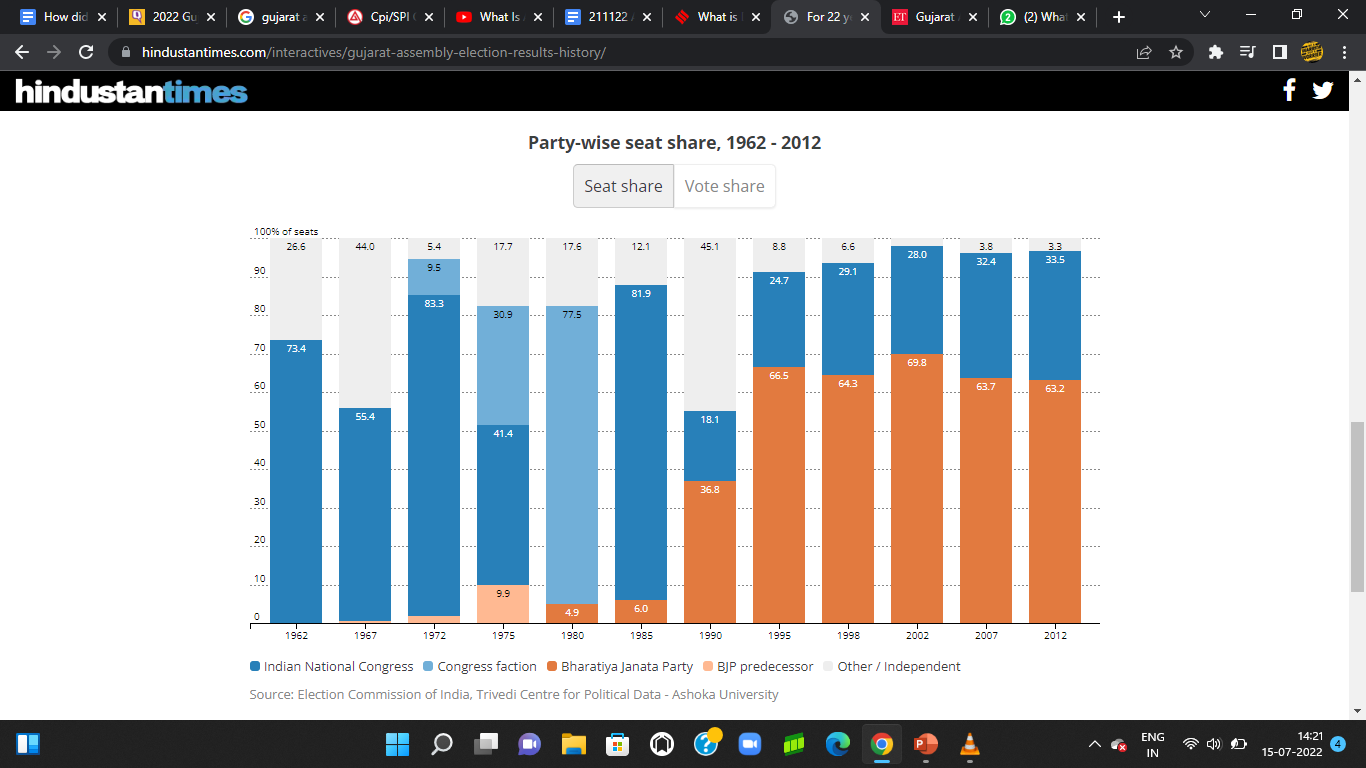 How did
2022 Gu
gujarat a
Cpi/SPI
What Is
211122
What is
For 22 y
Gujarat
(2) What
hindustantimes.com/interactives/gujarat-assembly-election-results-history/
hindustantimes
Party-wise seat share, 1962 - 2012
Seat share Vote share
100% of seats
26.6 44.0 5.4 17.7 17.6 12.1 45.1 8.8 6.6 3.8 3.3
9.5 28.0 32.4 33.5
90
24.7 29.1
83.3 81.9
80
30.9 77.5
70
73.4
69.8
66.5 64.3 63.7 63.2
60
55.4 18.1
50
41.4
40
36.8
30
20
10
9.9
4.9 6.0
0
1962 1967 1972 1975 1980 1985 1990 1995 1998 2002 2007 2012
Indian National Congress Congress faction Bharatiya Janata Party BJP predecessor Other / Independent
Source: Election Commission of India, Trivedi Centre for Political Data - Ashoka University
ENG
IN
14:21
15-07-2022
4